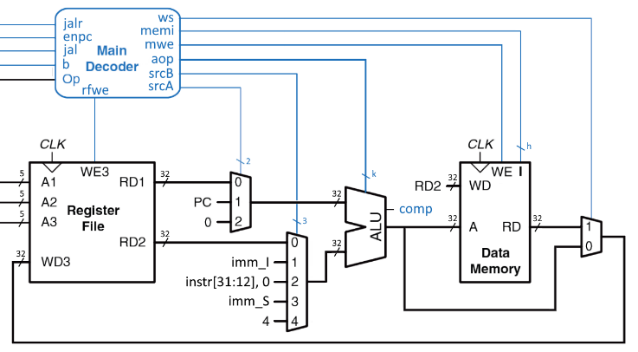 jalr
enpc
jal
b
Op
Main
Decoder
ws
memi
mwe
aop
srcB
srcA
rfwe
CLK
CLK
2
k
h
5
A1
5
A2
5
A3
32
WD3
WE3
Register
File
RD1
32
RD2
32
PC
0
0
1
2
3
32
32
ALU
comp
RD2
32
WD
WE I
32
A
RD
32
Data
Memory
1
0
imm_I
instr[31:12], 0
imm_S
4
0
1
2
3
4